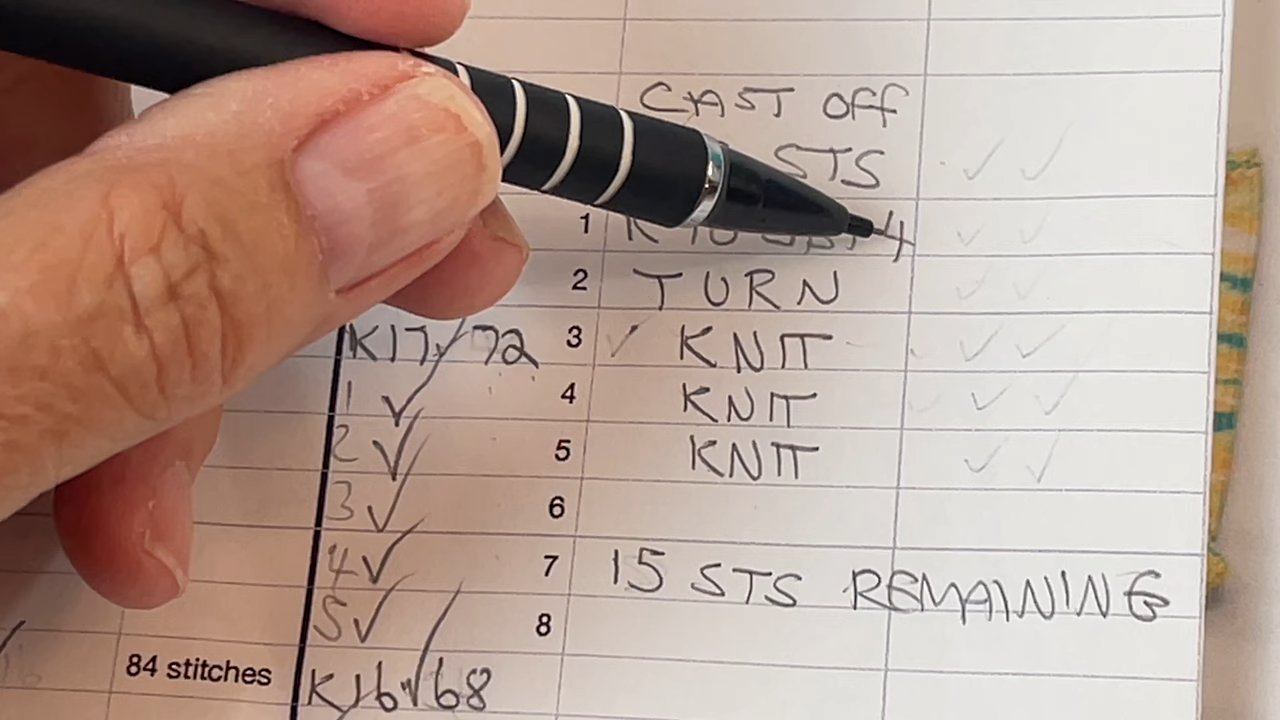 CAST Off
STS
1 K 4
2 TURN
K17 72 3 KNIT
1 4 KNIT
2 5 KNIT
3 6
4 7 15 STS REMAINING
5 8
84 stitches K16 68